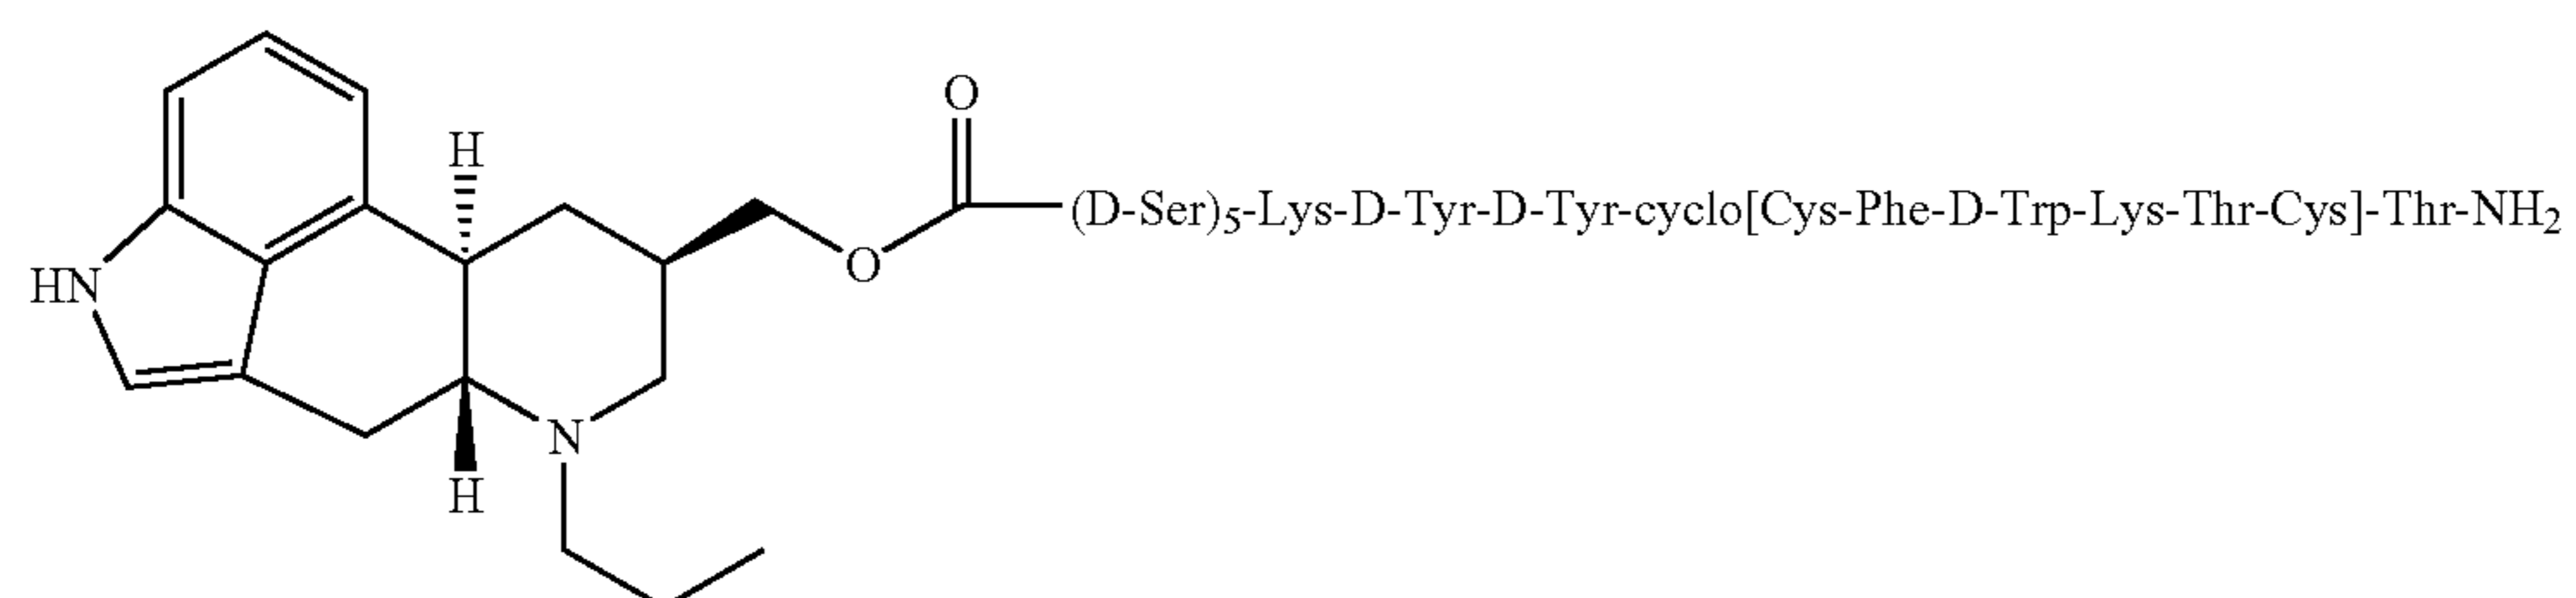 O
H
(D-Ser)5-Lys-D-Tyr-D-Tyr-cyclo[Cys-Phe-D-Trp-Lys-Thr-Cys]-Thr-NH2
O
HN
N
H